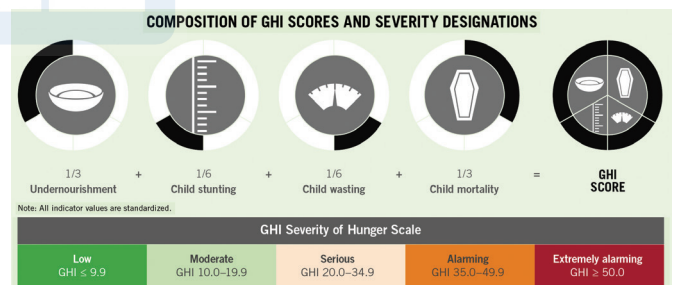 COMPOSITION OF GHI SCORES AND SEVERITY DESIGNATIONS
1/3 + 1/6 + 1/6 + 1/3 = GHI
Undernourishment Child stunting Child wasting Child mortality SCORE
Note: All indicator values are standardized.
GHI Severity of Hunger Scale
Low Moderate Serious Alarming Extremely alarming
GHI ≤ 9.9 GHI 10.0–19.9 GHI 20.0–34.9 GHI 35.0–49.9 GHI ≥ 50.0